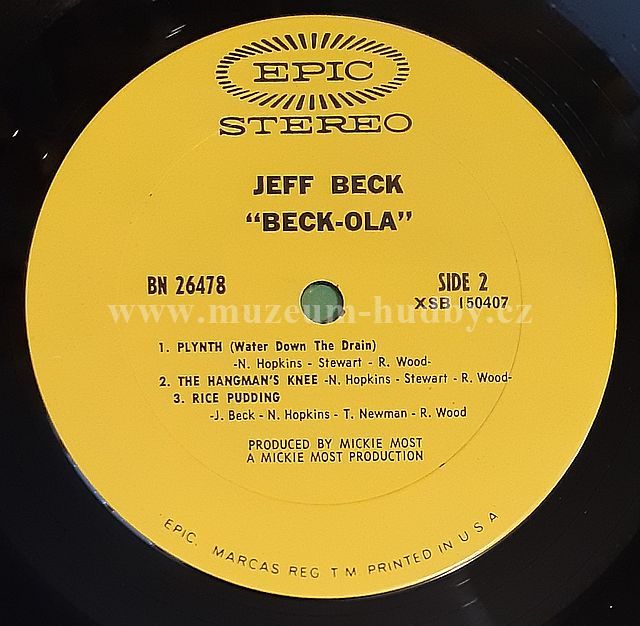 EPIC
STEREO
JEFF BECK
"BECK-OLA"
BN 26478
SIDE 2
XSB 150407
www.muzeum-hudby.cz
1. PLYNTH (Water Down The Drain)
-N. Hopkins - Stewart - R. Wood-
2. THE HANGMAN'S KNEE -N. Hopkins - Stewart - R. Wood-
3. RICE PUDDING
-J. Beck - N. Hopkins - T. Newman - R. Wood
PRODUCED BY MICKIE MOST
A MICKIE MOST PRODUCTION
EPIC. MARCAS REG T M PRINTED IN U S A